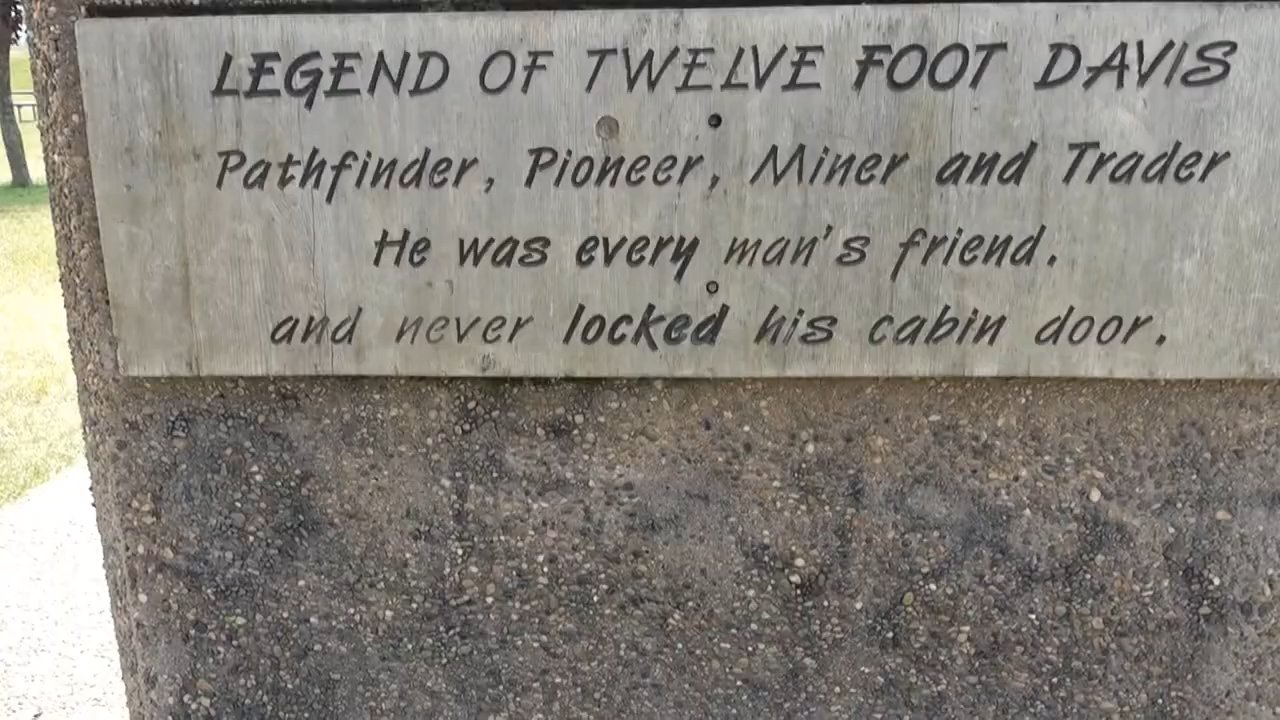 LEGEND OF TWELVE FOOT DAVIS
Pathfinder, Pioneer, Miner and Trader
He was every man's friend.
and never locked his cabin door.